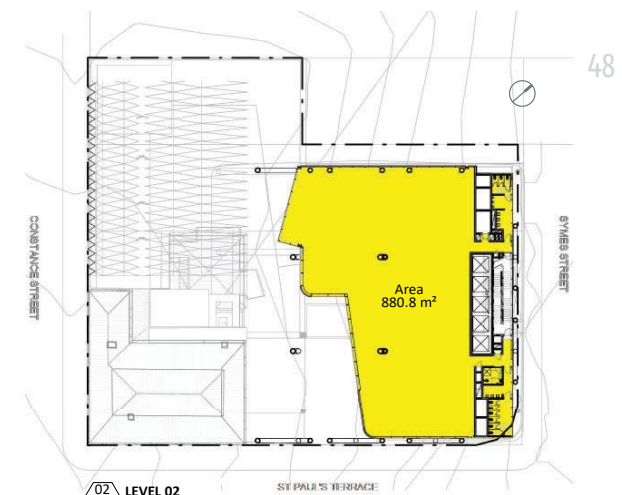 48
CONSTANCE STREET
SYMES STREET
Area
880.8 m²
ST PAUL'S TERRACE
02 LEVEL 02